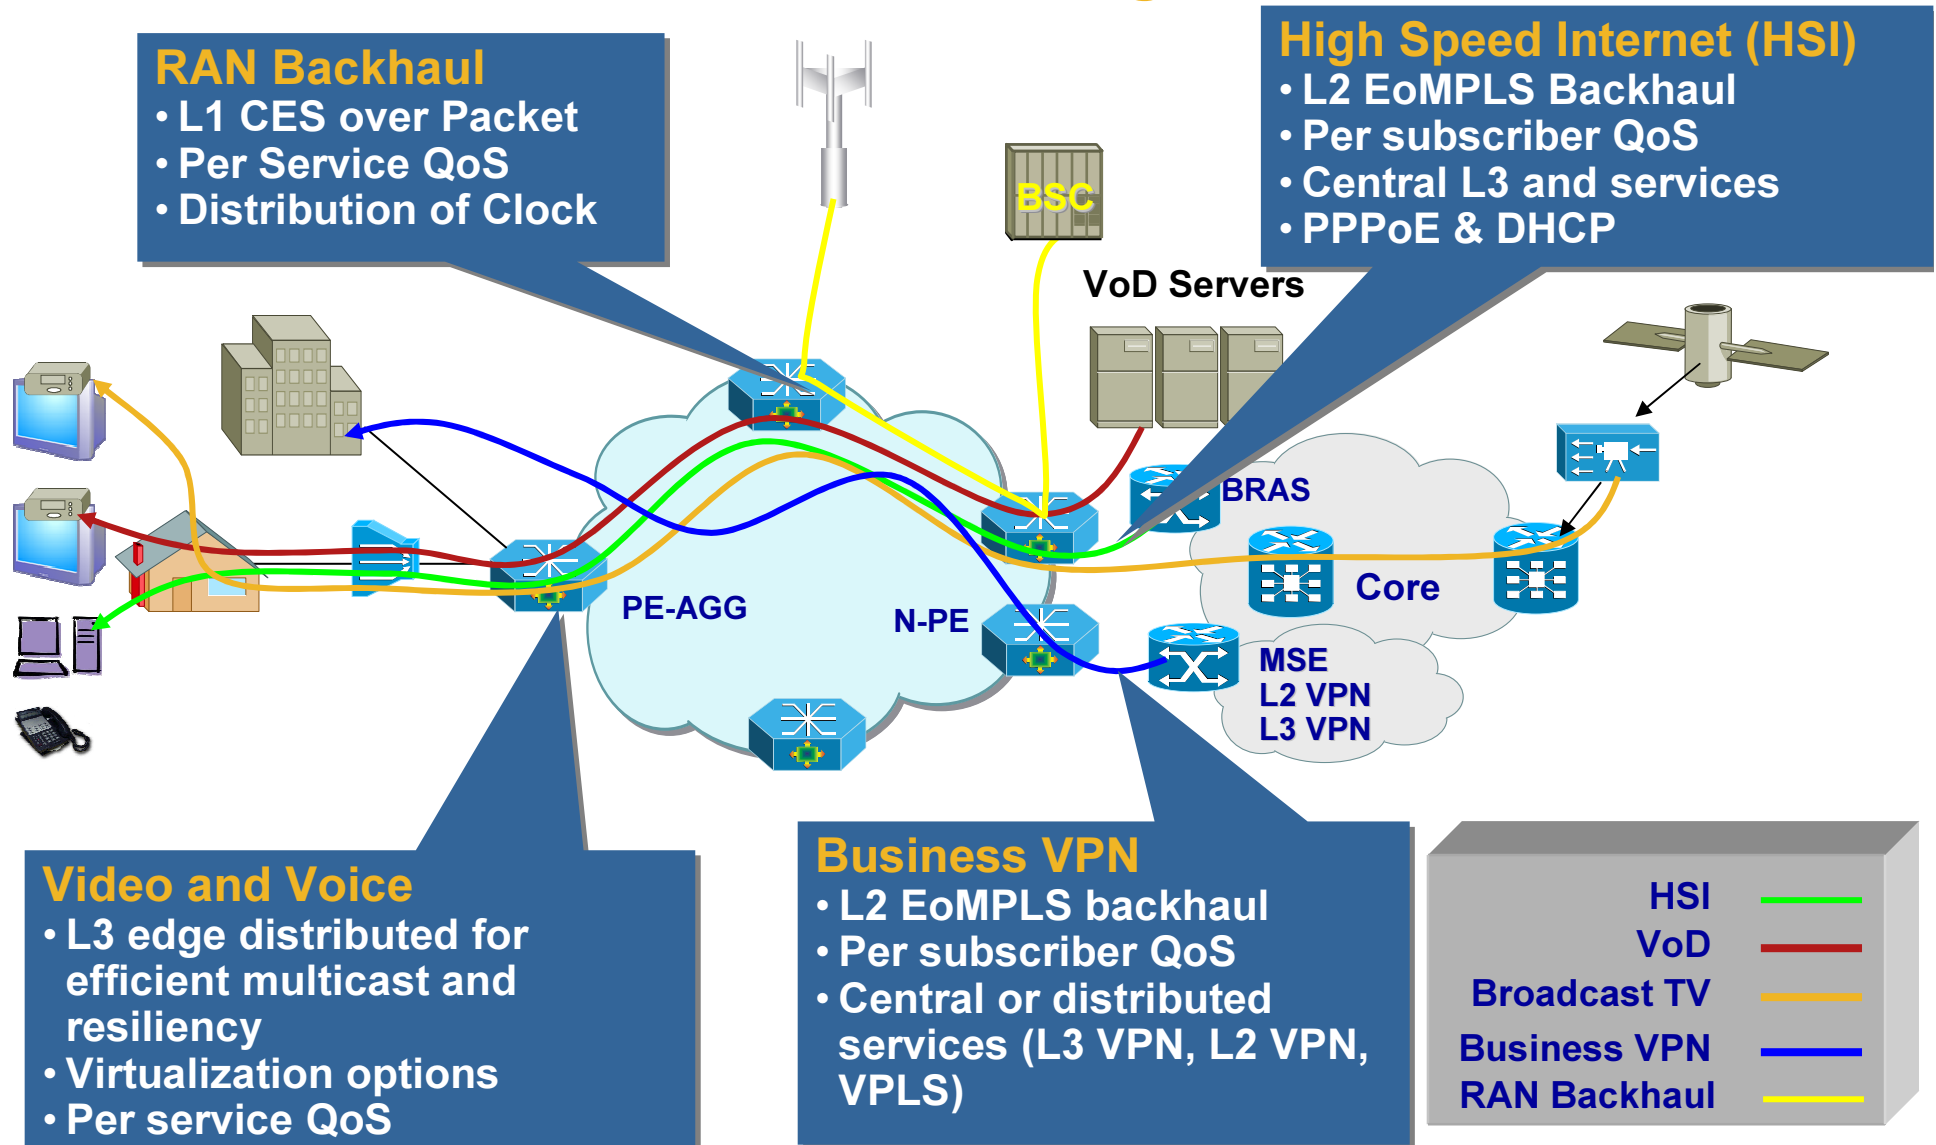 RAN Backhaul
• L1 CES over Packet
• Per Service QoS
• Distribution of Clock
High Speed Internet (HSI)
• L2 EoMPLS Backhaul
• Per subscriber QoS
• Central L3 and services
• PPPoE & DHCP
BSC
VoD Servers
BRAS
Core
PE-AGG
N-PE
MSE
L2 VPN
L3 VPN
Video and Voice
• L3 edge distributed for
efficient multicast and
resiliency
• Virtualization options
• Per service QoS
Business VPN
• L2 EoMPLS backhaul
• Per subscriber QoS
• Central or distributed
services (L3 VPN, L2 VPN,
VPLS)
HSI
VoD
Broadcast TV
Business VPN
RAN Backhaul